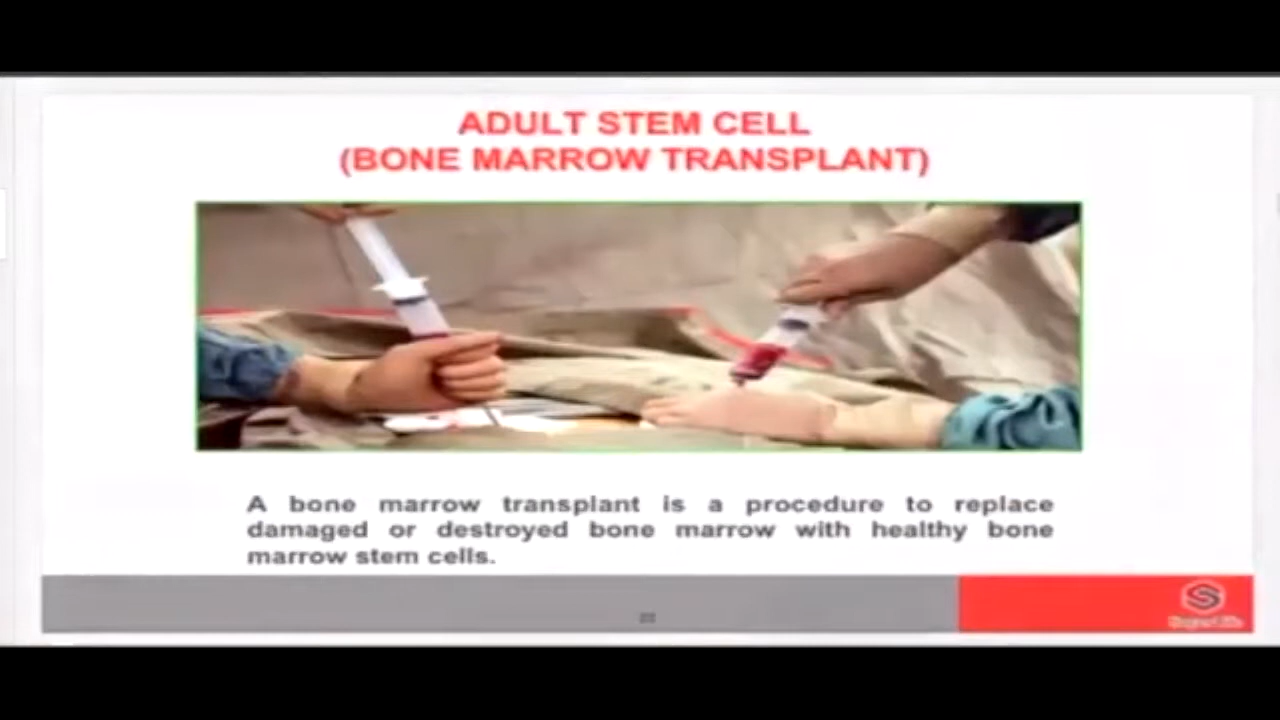 ADULT STEM CELL
(BONE MARROW TRANSPLANT)
A bone marrow transplant is a procedure to replace
damaged or destroyed bone marrow with healthy bone
marrow stem cells.